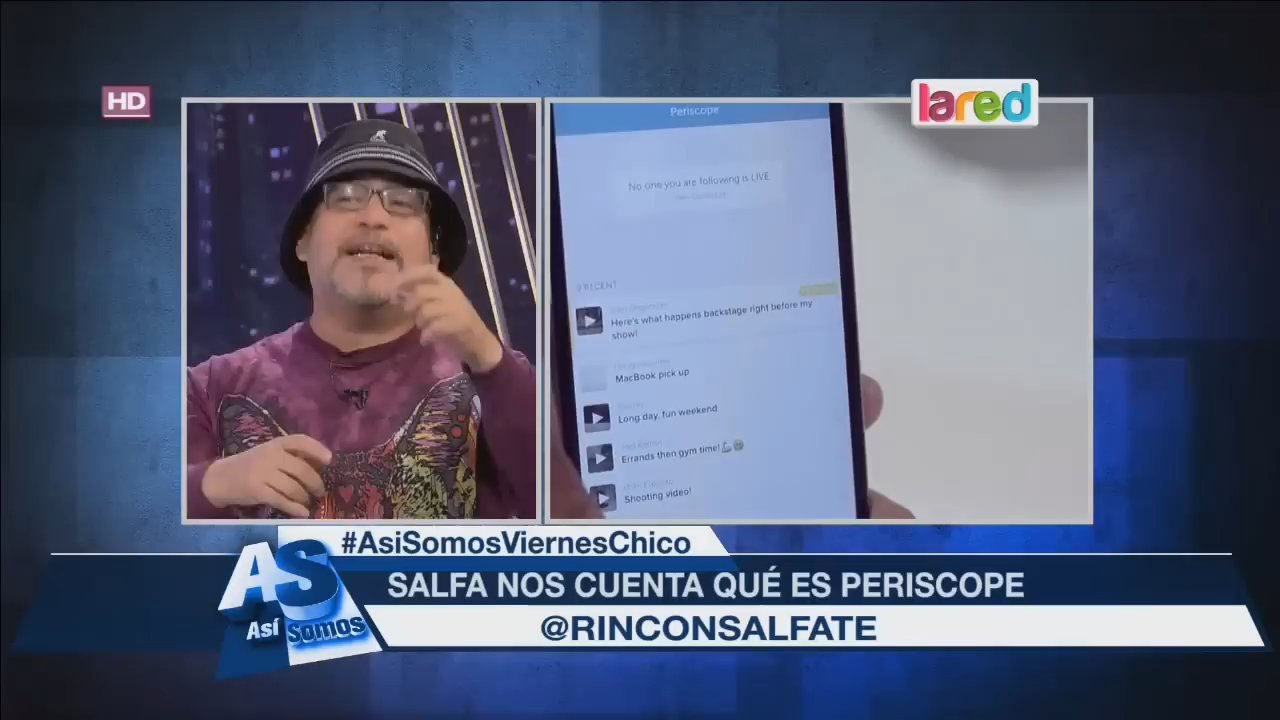 HD
lared
Periscope
No one you are following is LIVE
RECENT
Here's what happens backstage right before my
show!
MacBook pick up
Long day, fun weekend
Errands then gym time!💪
Shooting video!
#AsiSomosViernesChico
SALFA NOS CUENTA QUÉ ES PERISCOPE
@RINCONSALFATE
AS
Así Somos